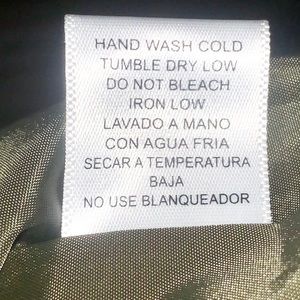 HAND WASH COLD
TUMBLE DRY LOW
DO NOT BLEACH
IRON LOW
LAVADO A MANO
CON AGUA FRIA
SECAR A TEMPERATURA
BAJA
NO USE BLANQUEADOR